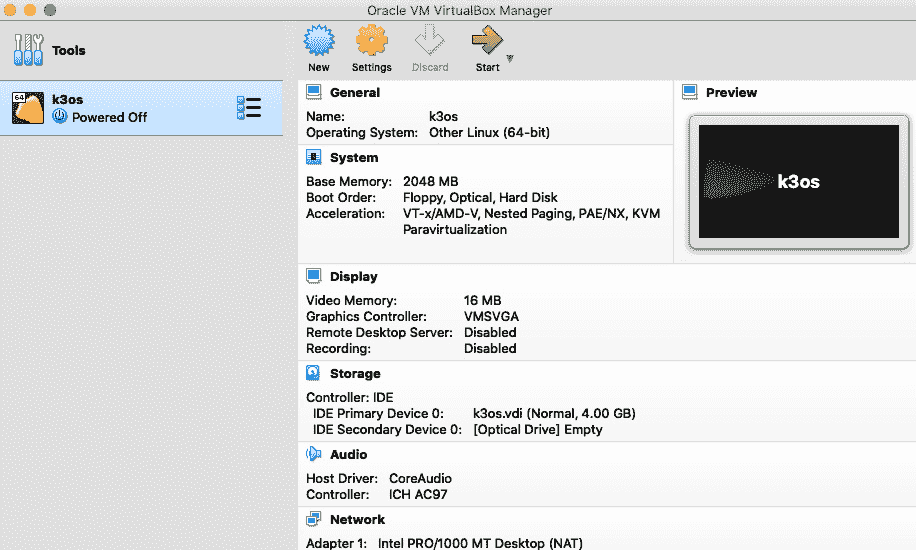 Oracle VM VirtualBox Manager
Tools
New Settings Discard Start
64
k3os
Powered Off
General
Name: k3os
Operating System: Other Linux (64-bit)
System
Base Memory: 2048 MB
Boot Order: Floppy, Optical, Hard Disk
Acceleration: VT-x/AMD-V, Nested Paging, PAE/NX, KVM
Paravirtualization
Preview
k3os
Display
Video Memory: 16 MB
Graphics Controller: VMSVGA
Remote Desktop Server: Disabled
Recording: Disabled
Storage
Controller: IDE
IDE Primary Device 0: k3os.vdi (Normal, 4.00 GB)
IDE Secondary Device 0: [Optical Drive] Empty
Audio
Host Driver: CoreAudio
Controller: ICH AC97
Network
Adapter 1: Intel PRO/1000 MT Desktop (NAT)